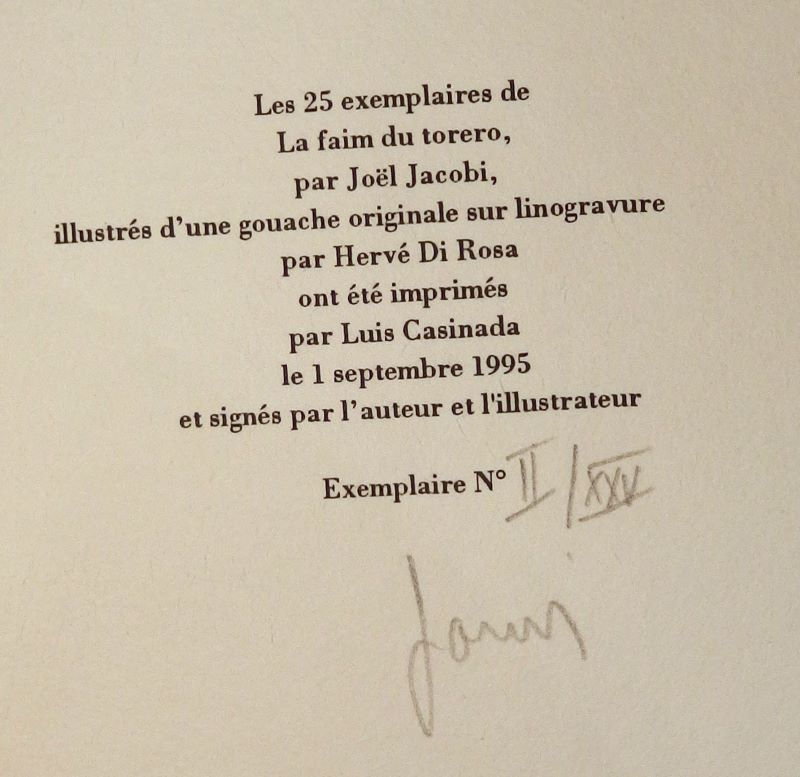 Les 25 exemplaires de
La faim du torero,
par Joël Jacobi,
illustrés d’une gouache originale sur linogravure
par Hervé Di Rosa
ont été imprimés
par Luis Casinada
le 1 septembre 1995
et signés par l’auteur et l'illustrateur
Exemplaire N° II/XXV